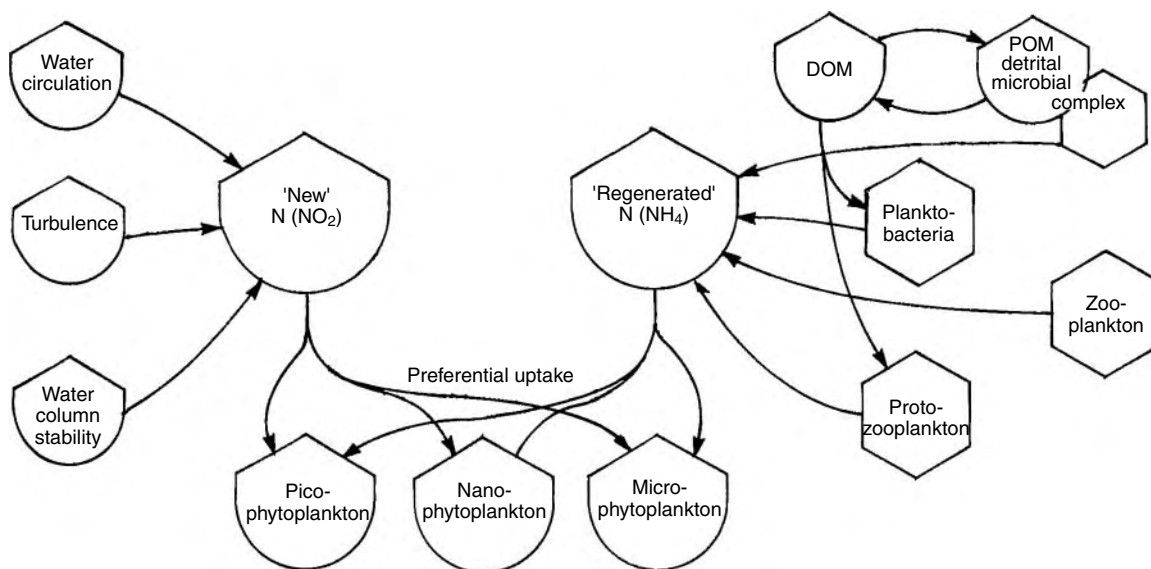 Water
circulation
Turbulence
Water
column
stability
'New'
N (NO₂)
'Regenerated'
N (NH₄)
DOM
POM
detrital
microbial
complex
Plankto-
bacteria
Zoo-
plankton
Proto-
zooplankton
Preferential uptake
Pico-
phytoplankton
Nano-
phytoplankton
Micro-
phytoplankton